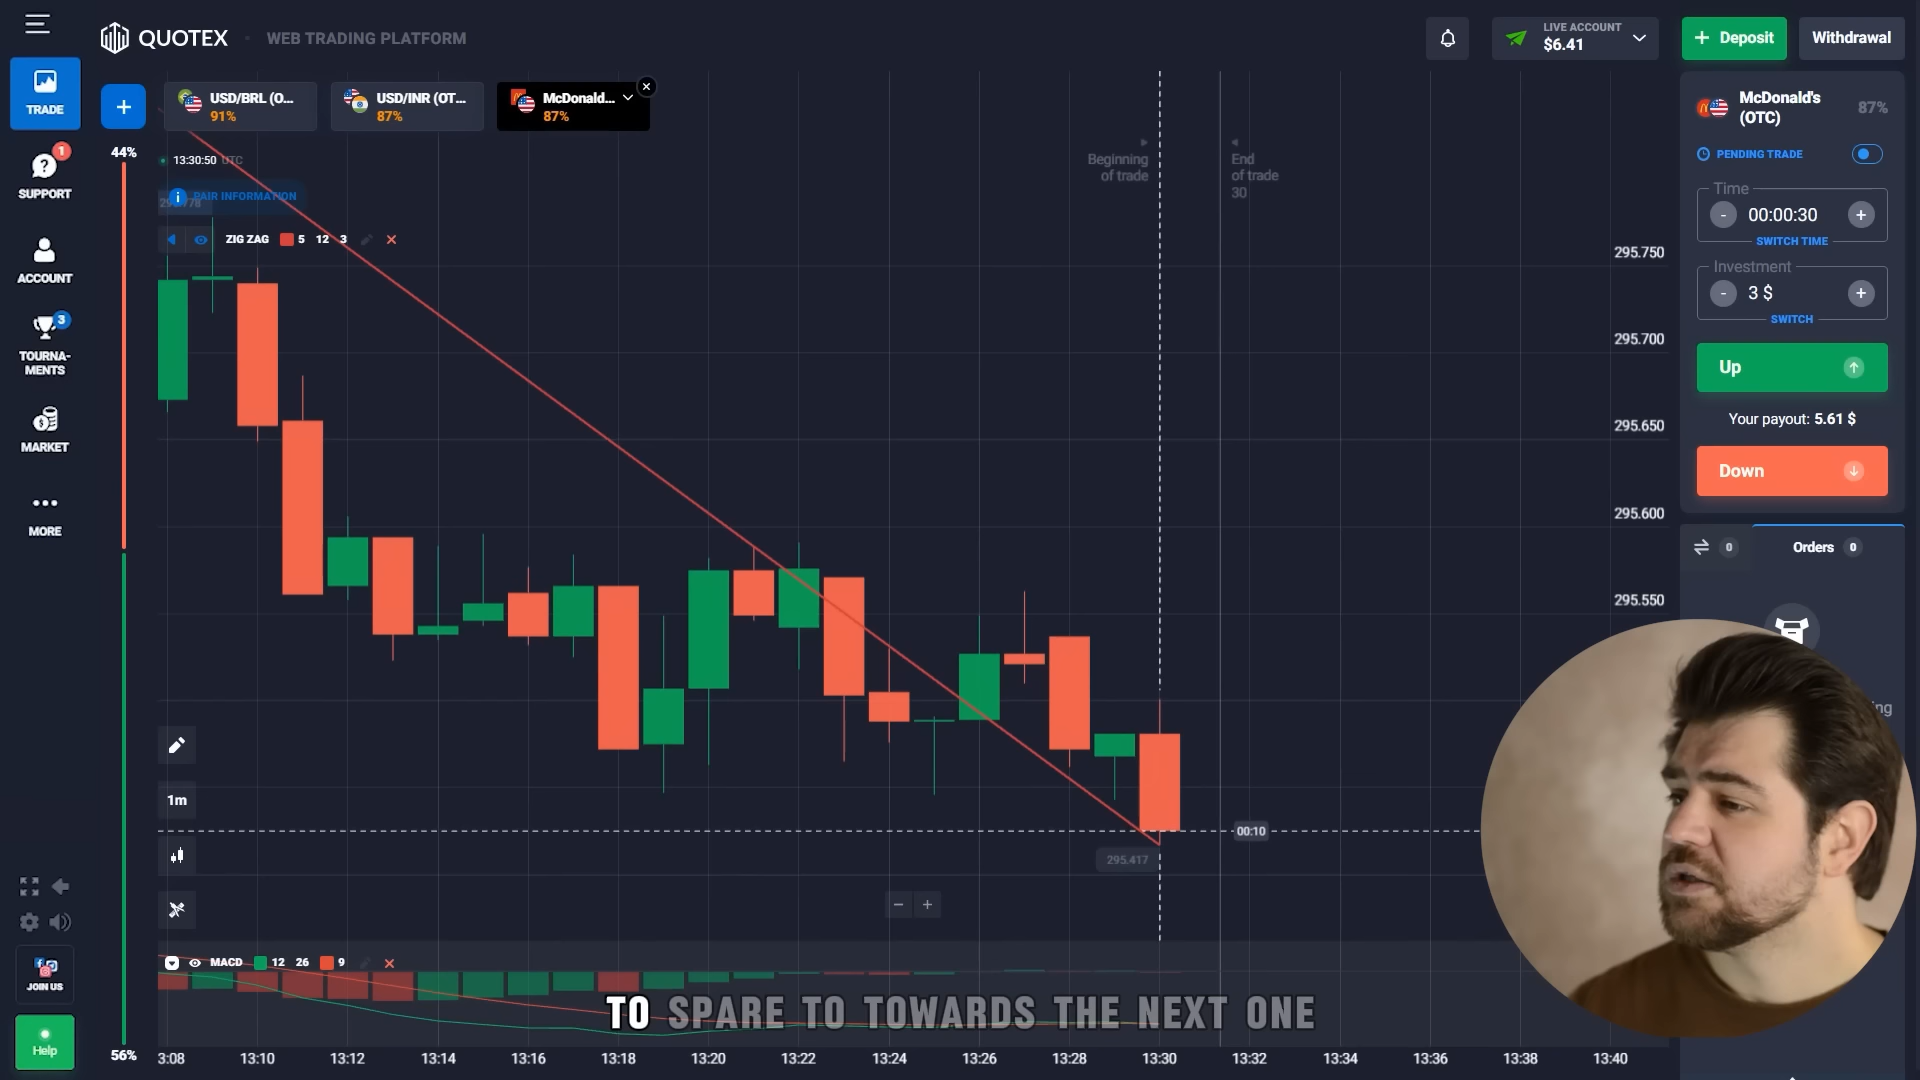 QUOTEX
WEB TRADING PLATFORM
LIVE ACCOUNT
$6.41
+ Deposit
Withdrawal
TRADE
+
USD/BRL (O...
91%
USD/INR (OT...
87%
McDonald...
87%
McDonald's
(OTC)
87%
44%
13:30:50 UTC
Beginning
of trade
End
of trade
30
PENDING TRADE
1
SUPPORT
PAIR INFORMATION
Time
- 00:00:30 +
SWITCH TIME
ZIG ZAG 5 12 3
295.750
ACCOUNT
Investment
- 3 $ +
SWITCH
3
TOURNA-
MENTS
295.700
Up
Your payout: 5.61 $
295.650
MARKET
Down
295.600
MORE
0
Orders 0
295.550
ng
1m
00:10
295.417
- +
MACD 12 26 9
JOIN US
Help
TO SPARE TO TOWARDS THE NEXT ONE
56%
3:08 13:10 13:12 13:14 13:16 13:18 13:20 13:22 13:24 13:26 13:28 13:30 13:32 13:34 13:36 13:38 13:40